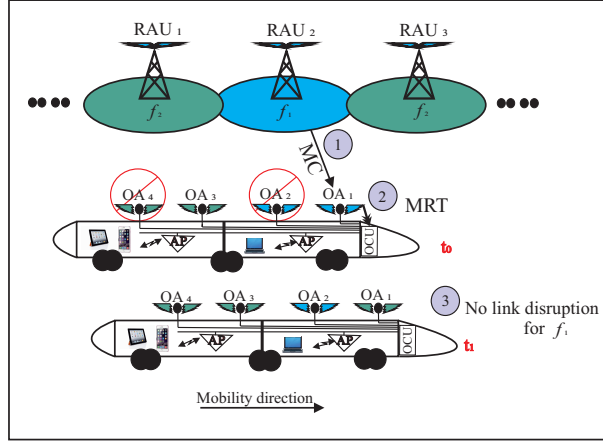 RAU 1 RAU 2 RAU 3
f2 f1 f2
1
MC
OA 4 OA 3 OA 2 OA 1 2 MRT
AP AP OCU t0
OA 4 OA 3 OA 2 OA 1 3 No link disruption
for f1
AP AP OCU t1
Mobility direction